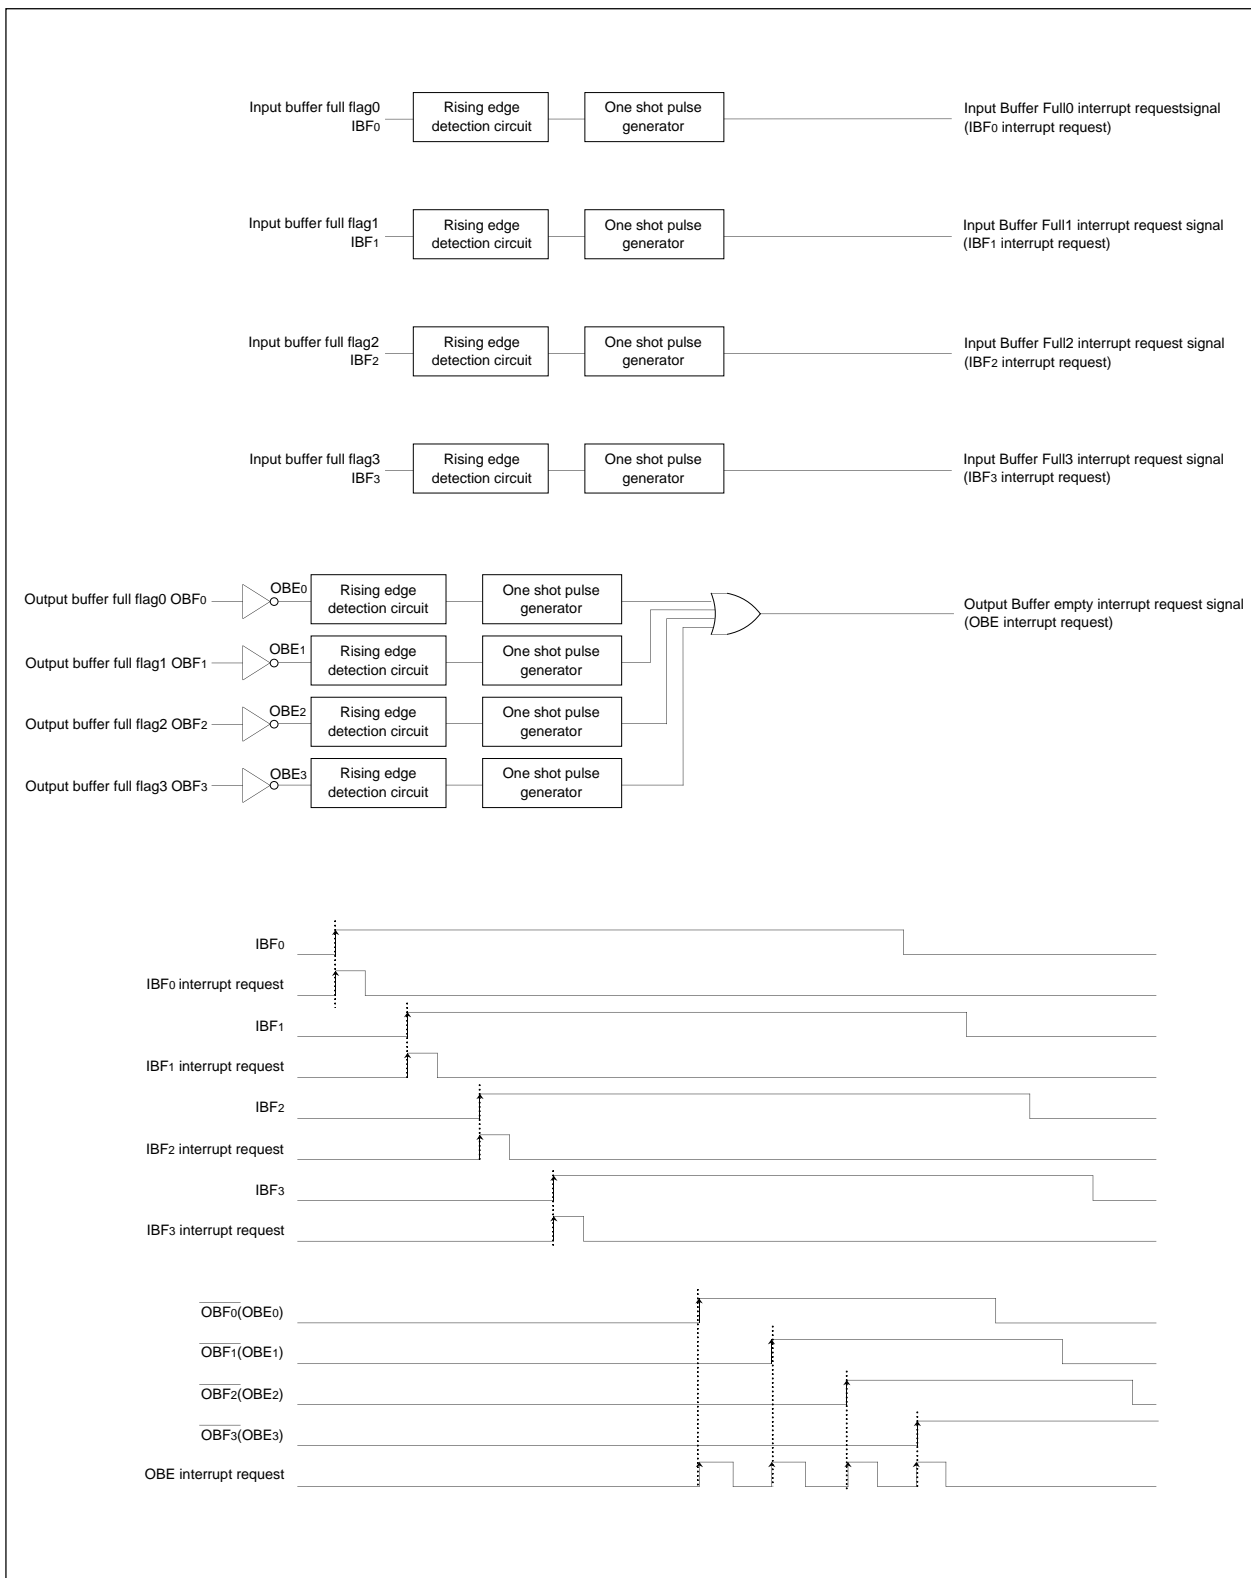 Input buffer full flag0
IBF0
Rising edge
detection circuit
One shot pulse
generator
Input Buffer Full0 interrupt requestsignal
(IBF0 interrupt request)
Input buffer full flag1
IBF1
Rising edge
detection circuit
One shot pulse
generator
Input Buffer Full1 interrupt request signal
(IBF1 interrupt request)
Input buffer full flag2
IBF2
Rising edge
detection circuit
One shot pulse
generator
Input Buffer Full2 interrupt request signal
(IBF2 interrupt request)
Input buffer full flag3
IBF3
Rising edge
detection circuit
One shot pulse
generator
Input Buffer Full3 interrupt request signal
(IBF3 interrupt request)
Output buffer full flag0 OBF0
OBE0
Rising edge
detection circuit
One shot pulse
generator
Output Buffer empty interrupt request signal
(OBE interrupt request)
Output buffer full flag1 OBF1
OBE1
Rising edge
detection circuit
One shot pulse
generator
Output buffer full flag2 OBF2
OBE2
Rising edge
detection circuit
One shot pulse
generator
Output buffer full flag3 OBF3
OBE3
Rising edge
detection circuit
One shot pulse
generator
IBF0
IBF0 interrupt request
IBF1
IBF1 interrupt request
IBF2
IBF2 interrupt request
IBF3
IBF3 interrupt request
OBF0(OBE0)
OBF1(OBE1)
OBF2(OBE2)
OBF3(OBE3)
OBE interrupt request